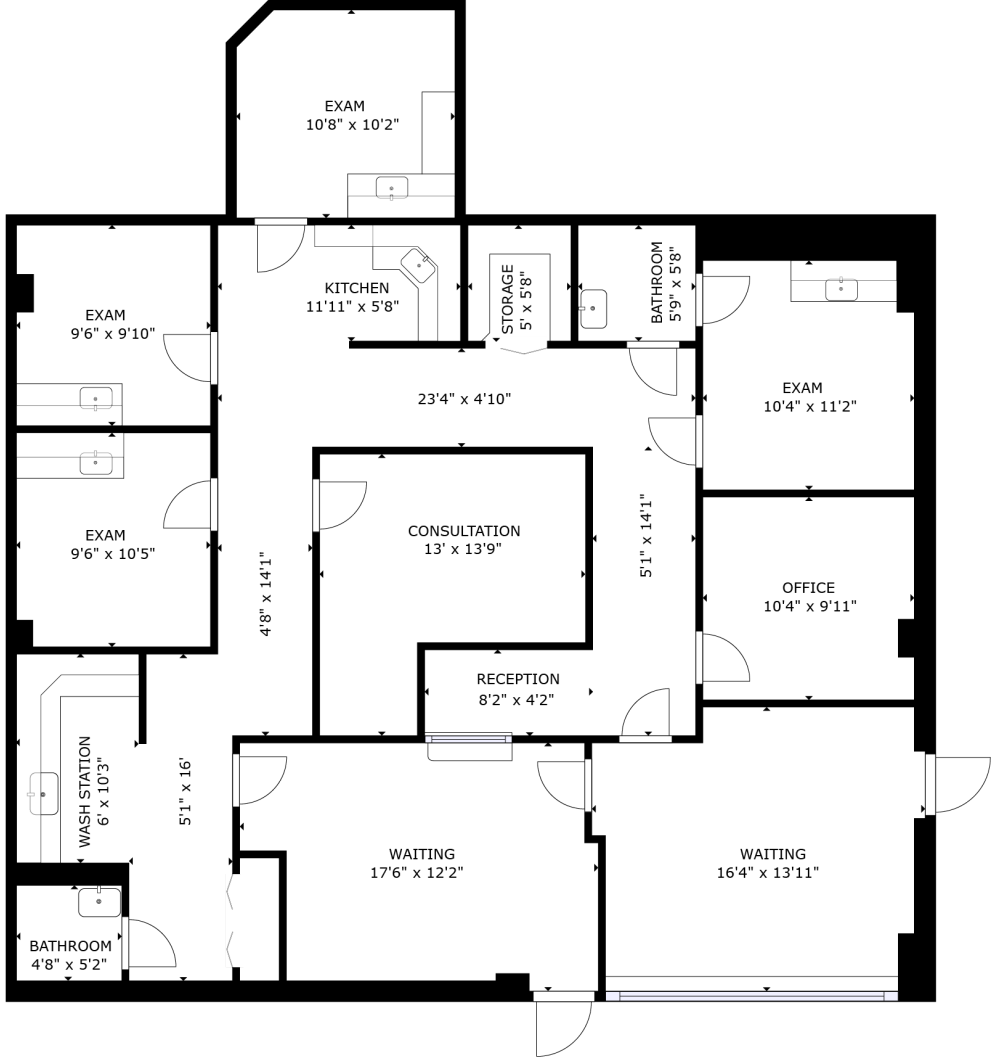 EXAM
10'8" x 10'2"
KITCHEN
11'11" x 5'8"
STORAGE
5' x 5'8"
BATHROOM
5'9" x 5'8"
EXAM
9'6" x 9'10"
EXAM
10'4" x 11'2"
23'4" x 4'10"
EXAM
9'6" x 10'5"
CONSULTATION
13' x 13'9"
4'8" x 14'1"
5'1" x 14'1"
OFFICE
10'4" x 9'11"
RECEPTION
8'2" x 4'2"
WASH STATION
6' x 10'3"
5'1" x 16'
WAITING
17'6" x 12'2"
WAITING
16'4" x 13'11"
BATHROOM
4'8" x 5'2"